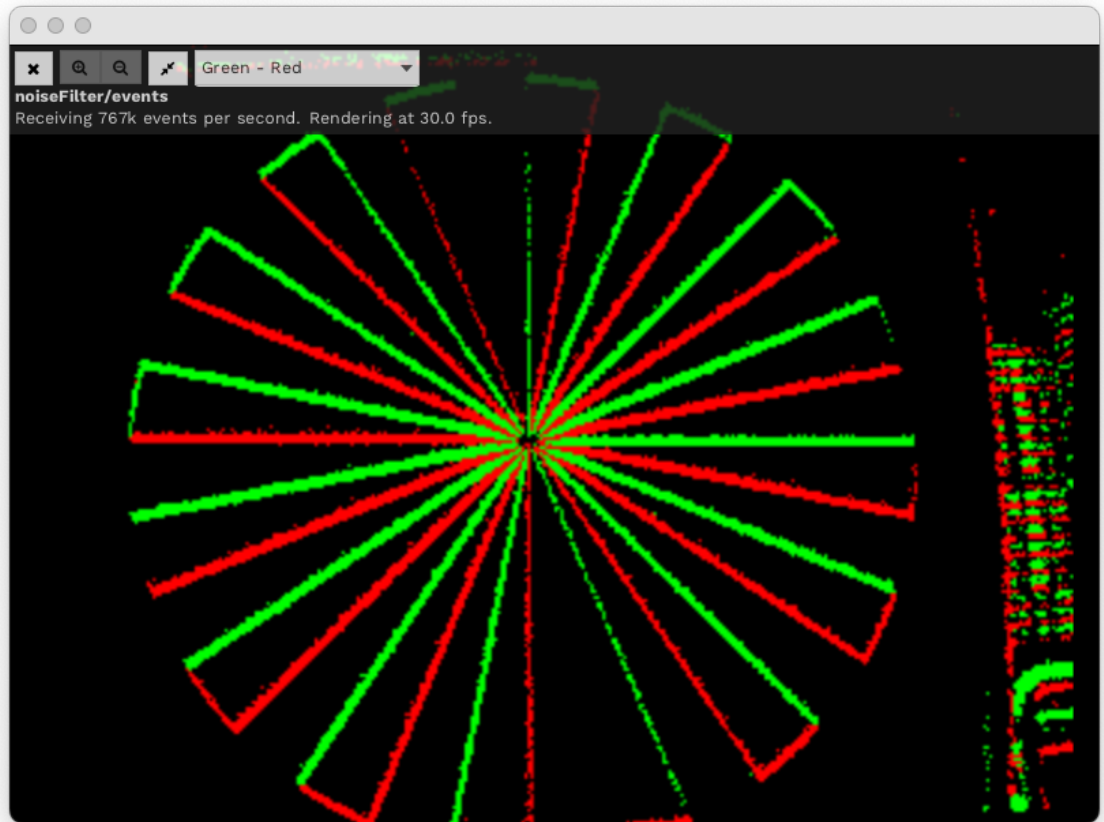 Green - Red
noiseFilter/events
Receiving 767k events per second. Rendering at 30.0 fps.